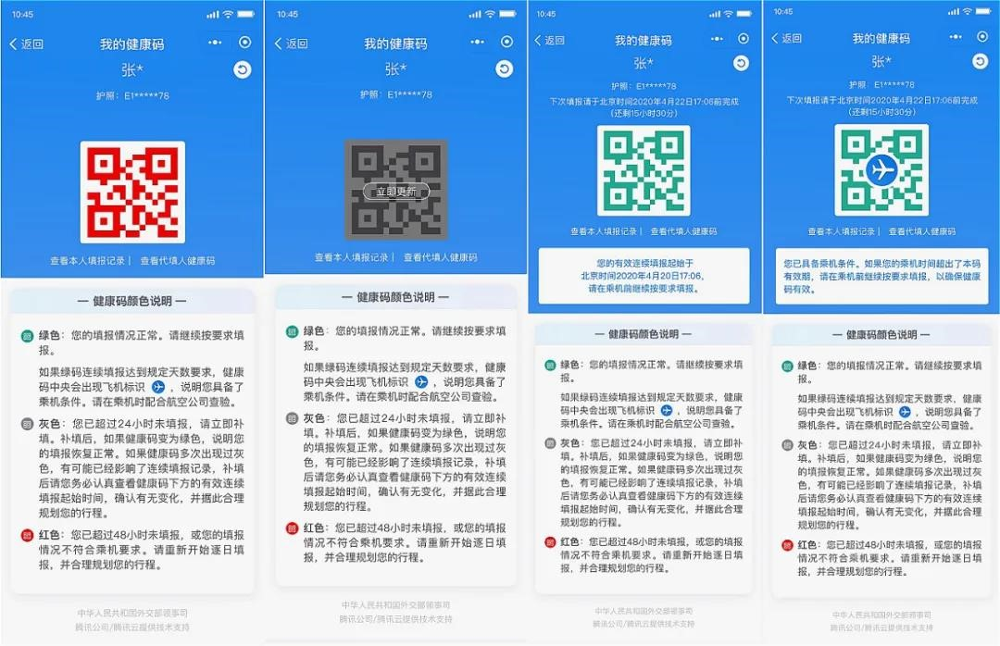 10:45
返回
我的健康码
张*
护照：E1*****78
查看本人填报记录 | 查看代填人健康码
— 健康码颜色说明 —
绿色：您的填报情况正常。请继续按要求填
报。
如果绿码连续填报达到规定天数要求，健康
码中央会出现飞机标识 ，说明您具备了
乘机条件。请在乘机时配合航空公司查验。
灰色：您已超过24小时未填报，请立即补
填。补填后，如果健康码变为绿色，说明您
的填报恢复正常。如果健康码多次出现过灰
色，有可能已经影响了连续填报记录，补填
后请您务必认真查看健康码下方的有效连续
填报起始时间，确认有无变化，并据此合理
规划您的行程。
红色：您已超过48小时未填报，或您的填报
情况不符合乘机要求。请重新开始逐日填
报，并合理规划您的行程。
中华人民共和国外交部领事司
腾讯公司/腾讯云提供技术支持
10:45
返回
我的健康码
张*
护照：E1*****78
立即更新
查看本人填报记录 | 查看代填人健康码
— 健康码颜色说明 —
绿色：您的填报情况正常。请继续按要求填
报。
如果绿码连续填报达到规定天数要求，健康
码中央会出现飞机标识 ，说明您具备了
乘机条件。请在乘机时配合航空公司查验。
灰色：您已超过24小时未填报，请立即补
填。补填后，如果健康码变为绿色，说明您
的填报恢复正常。如果健康码多次出现过灰
色，有可能已经影响了连续填报记录，补填
后请您务必认真查看健康码下方的有效连续
填报起始时间，确认有无变化，并据此合理
规划您的行程。
红色：您已超过48小时未填报，或您的填报
情况不符合乘机要求。请重新开始逐日填
报，并合理规划您的行程。
中华人民共和国外交部领事司
腾讯公司/腾讯云提供技术支持
10:45
返回
我的健康码
张*
护照：E1*****78
下次填报请于北京时间2020年4月22日17:06前完成
（还剩15小时30分）
查看本人填报记录 | 查看代填人健康码
您的有效连续填报起始于
北京时间2020年4月20日17:06，
请在乘机前继续按要求填报。
— 健康码颜色说明 —
绿色：您的填报情况正常。请继续按要求填
报。
如果绿码连续填报达到规定天数要求，健康
码中央会出现飞机标识 ，说明您具备了
乘机条件。请在乘机时配合航空公司查验。
灰色：您已超过24小时未填报，请立即补
填。补填后，如果健康码变为绿色，说明您
的填报恢复正常。如果健康码多次出现过灰
色，有可能已经影响了连续填报记录，补填
后请您务必认真查看健康码下方的有效连续
填报起始时间，确认有无变化，并据此合理
规划您的行程。
红色：您已超过48小时未填报，或您的填报
情况不符合乘机要求。请重新开始逐日填
报，并合理规划您的行程。
中华人民共和国外交部领事司
腾讯公司/腾讯云提供技术支持
10:45
返回
我的健康码
张*
护照：E1*****78
下次填报请于北京时间2020年4月22日17:06前完成
（还剩15小时30分）
查看本人填报记录 | 查看代填人健康码
您已具备乘机条件。如果您的乘机时间超出了本码
有效期，请在乘机前继续按要求填报，以确保健康
码有效。
— 健康码颜色说明 —
绿色：您的填报情况正常。请继续按要求填
报。
如果绿码连续填报达到规定天数要求，健康
码中央会出现飞机标识 ，说明您具备了
乘机条件。请在乘机时配合航空公司查验。
灰色：您已超过24小时未填报，请立即补
填。补填后，如果健康码变为绿色，说明您
的填报恢复正常。如果健康码多次出现过灰
色，有可能已经影响了连续填报记录，补填
后请您务必认真查看健康码下方的有效连续
填报起始时间，确认有无变化，并据此合理
规划您的行程。
红色：您已超过48小时未填报，或您的填报
情况不符合乘机要求。请重新开始逐日填
报，并合理规划您的行程。
中华人民共和国外交部领事司
腾讯公司/腾讯云提供技术支持